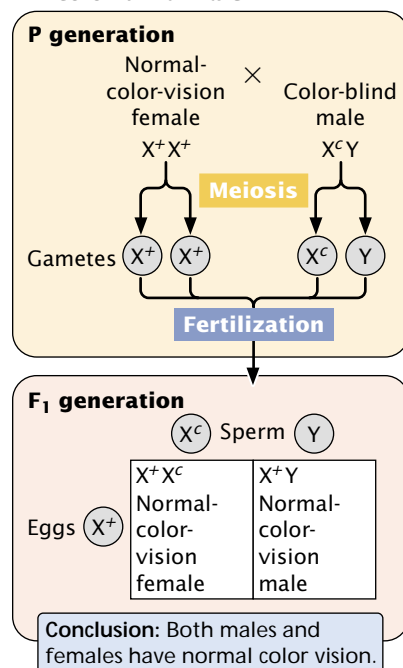 P generation
Normal-
color-vision
female
×
Color-blind
male
X⁺X⁺
XᶜY
Meiosis
Gametes X⁺ X⁺ Xᶜ Y
Fertilization
F₁ generation
Xᶜ Sperm Y
Eggs X⁺
X⁺Xᶜ
Normal-
color-
vision
female
X⁺Y
Normal-
color-
vision
male
Conclusion: Both males and
females have normal color vision.